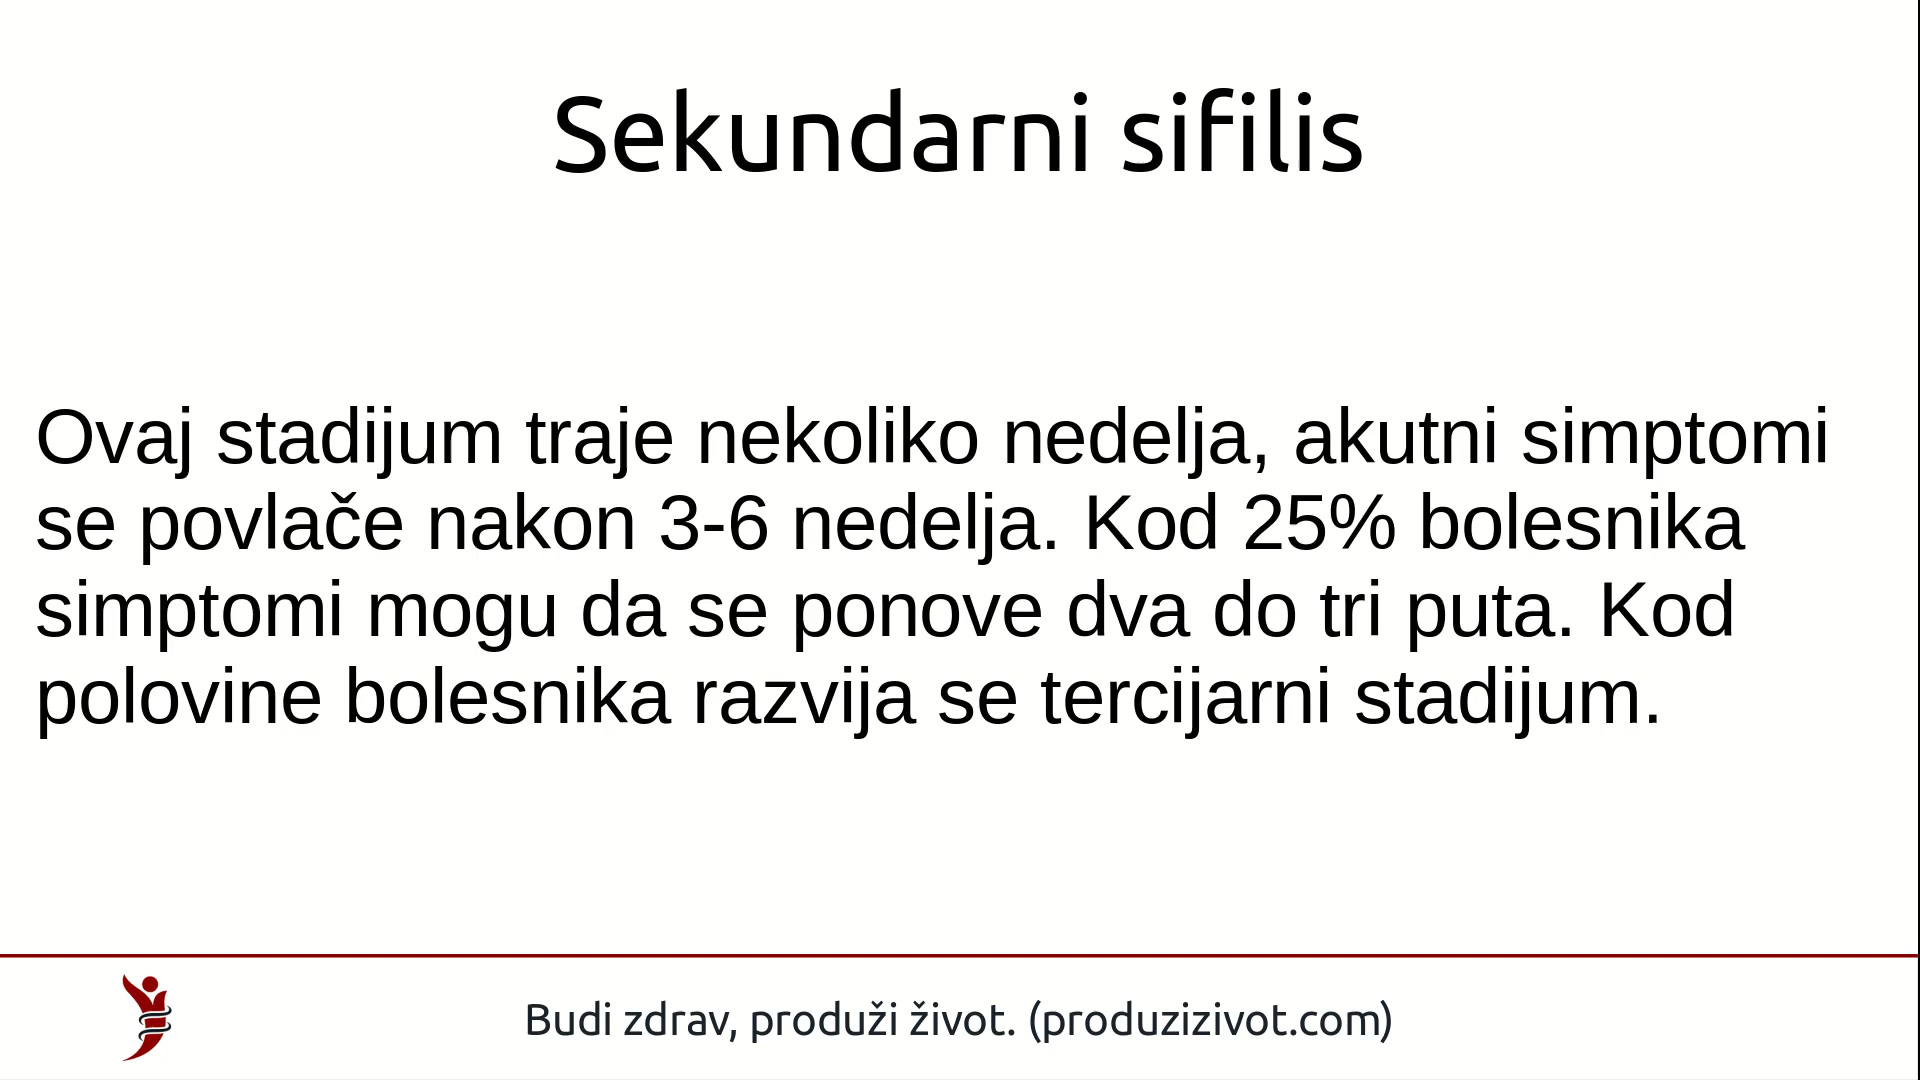 Sekundarni sifilis
Ovaj stadijum traje nekoliko nedelja, akutni simptomi
se povlače nakon 3-6 nedelja. Kod 25% bolesnika
simptomi mogu da se ponove dva do tri puta. Kod
polovine bolesnika razvija se tercijarni stadijum.
Budi zdrav, produži život. (produzizivot.com)